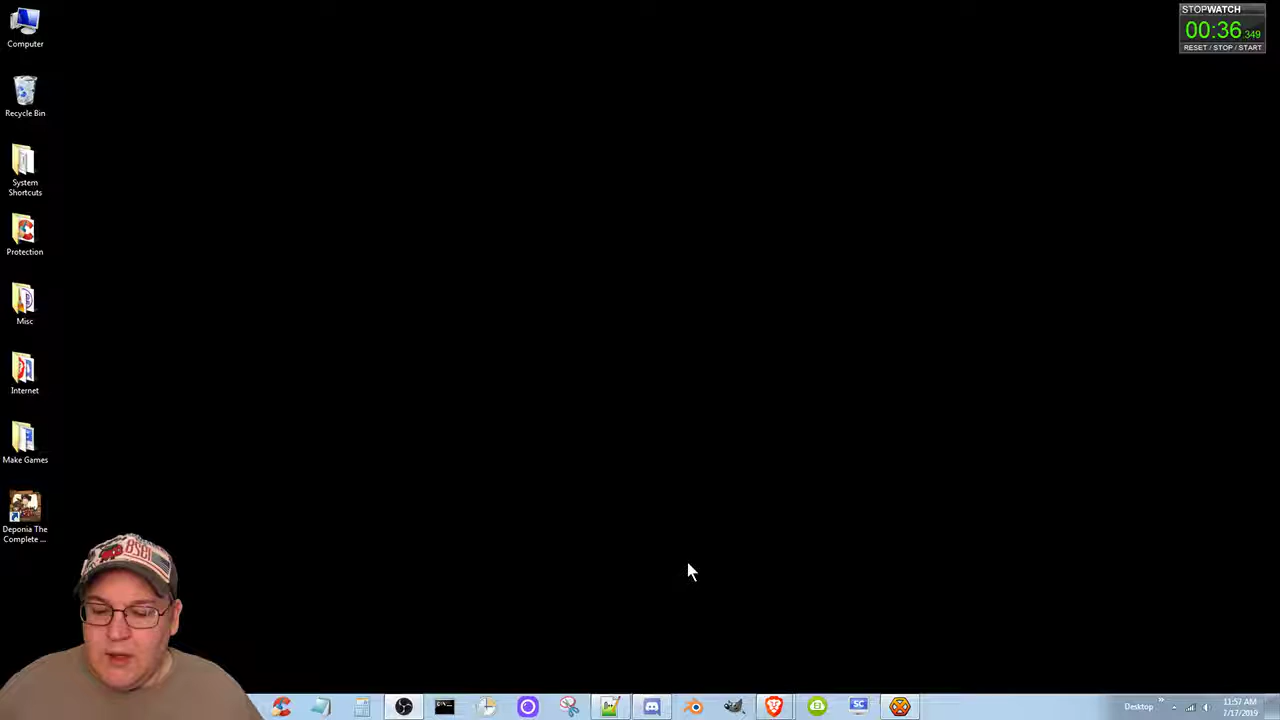 Computer
Recycle Bin
System
Shortcuts
Protection
Misc
Internet
Make Games
Deponia The
Complete ...
STOPWATCH
00:36.349
RESET / STOP / START
SC
Desktop
11:57 AM
7/17/2019